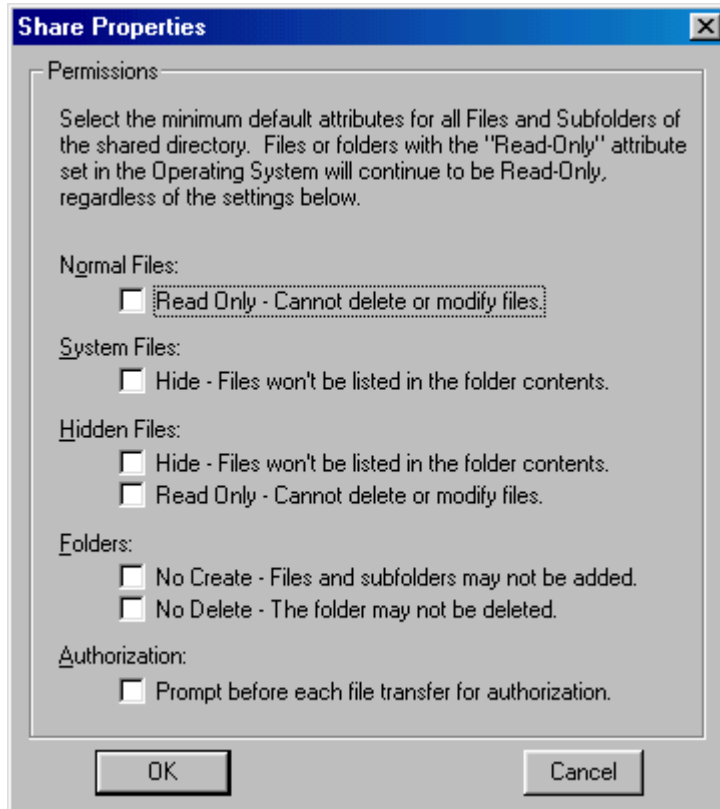 Share Properties
Permissions
Select the minimum default attributes for all Files and Subfolders of
the shared directory.  Files or folders with the "Read-Only" attribute
set in the Operating System will continue to be Read-Only,
regardless of the settings below.
Normal Files:
Read Only - Cannot delete or modify files.
System Files:
Hide - Files won't be listed in the folder contents.
Hidden Files:
Hide - Files won't be listed in the folder contents.
Read Only - Cannot delete or modify files.
Folders:
No Create - Files and subfolders may not be added.
No Delete - The folder may not be deleted.
Authorization:
Prompt before each file transfer for authorization.
OK
Cancel